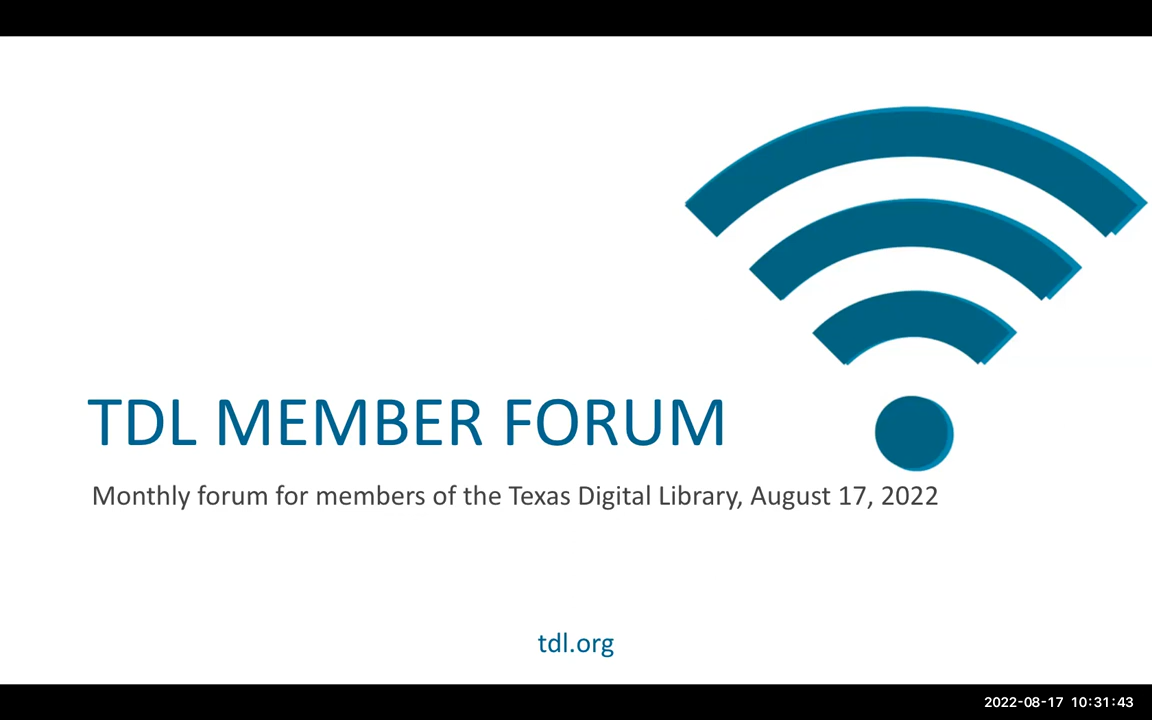 TDL MEMBER FORUM
Monthly forum for members of the Texas Digital Library, August 17, 2022
tdl.org
2022-08-17 10:31:43